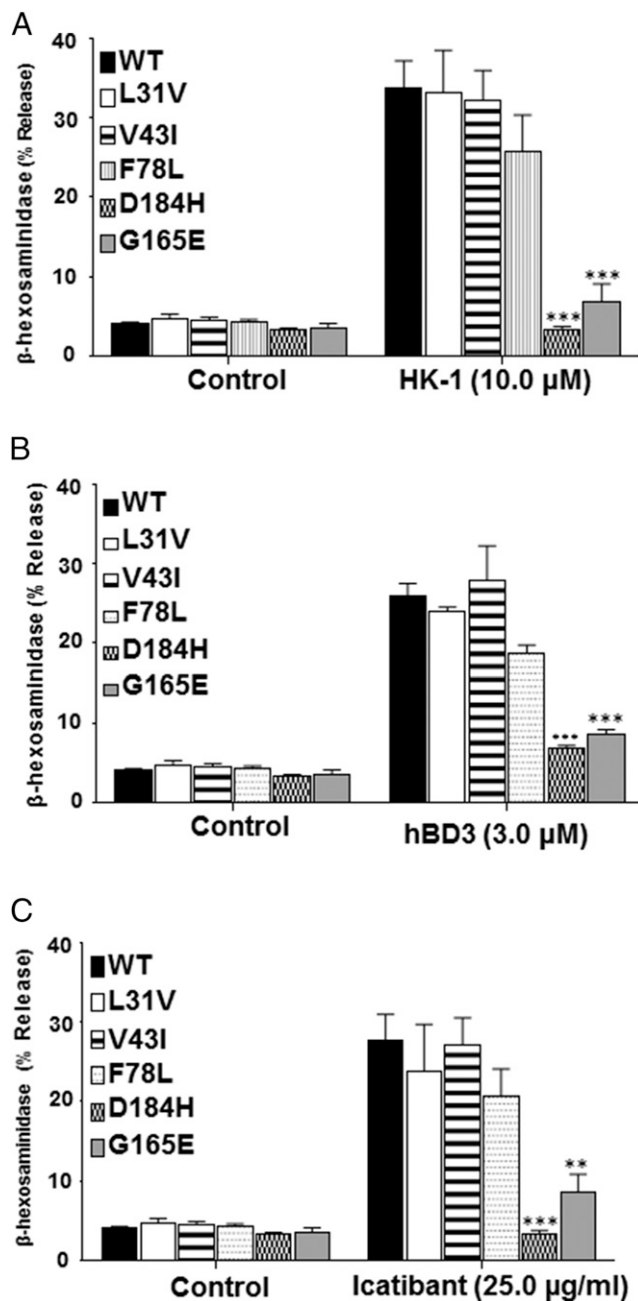 A
β-hexosaminidase (% Release)
40
30
20
10
0
WT
L31V
V43I
F78L
D184H
G165E
*** ***
Control
HK-1 (10.0 µM)
B
β-hexosaminidase (% Release)
40
30
20
10
0
WT
L31V
V43I
F78L
D184H
G165E
*** ***
Control
hBD3 (3.0 µM)
C
β-hexosaminidase (% Release)
40
30
20
10
0
WT
L31V
V43I
F78L
D184H
G165E
*** **
Control
Icatibant (25.0 µg/ml)